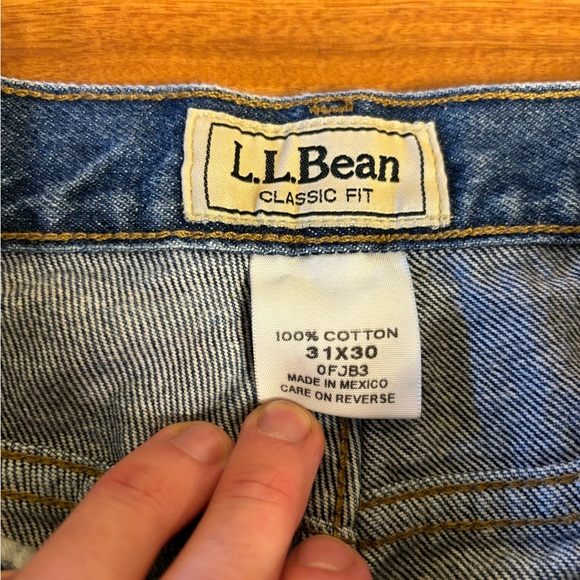 L.L.Bean
CLASSIC FIT
100% COTTON
31X30
0FJB3
MADE IN MEXICO
CARE ON REVERSE